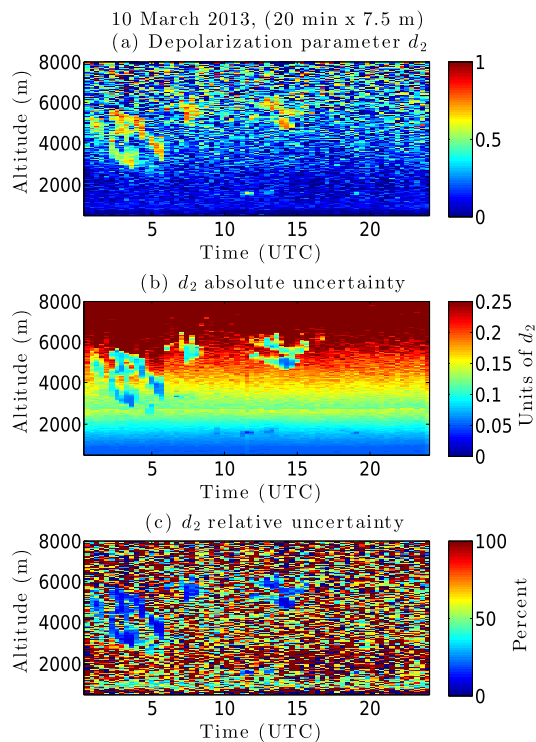 10 March 2013, (20 min x 7.5 m)
(a) Depolarization parameter d2
8000
6000
4000
2000
Altitude (m)
5 10 15 20
Time (UTC)
1
0.5
0
(b) d2 absolute uncertainty
8000
6000
4000
2000
Altitude (m)
5 10 15 20
Time (UTC)
0.25
0.2
0.15
0.1
0.05
0
Units of d2
(c) d2 relative uncertainty
8000
6000
4000
2000
Altitude (m)
5 10 15 20
Time (UTC)
100
50
0
Percent